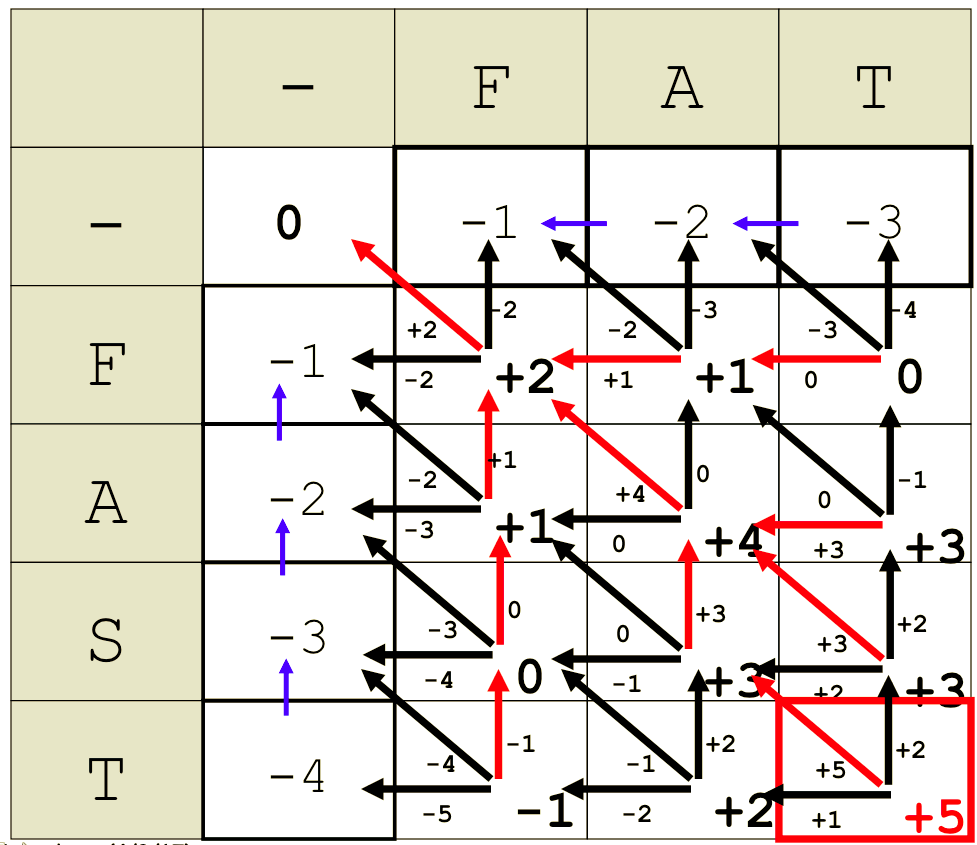 - F A T
- 0 -1 -2 -3
+2 -2 -2 -3 -3 -4
F -1 -2 +2 +1 +1 0 0
-2 +1 +4 0 0 -1
A -2 -3 +1 0 +4 +3 +3
-3 0 0 +3 +3 +2
S -3 -4 0 -1 +3 +2 +3
-4 -1 -1 +2 +5 +2
T -4 -5 -1 -2 +2 +1 +5